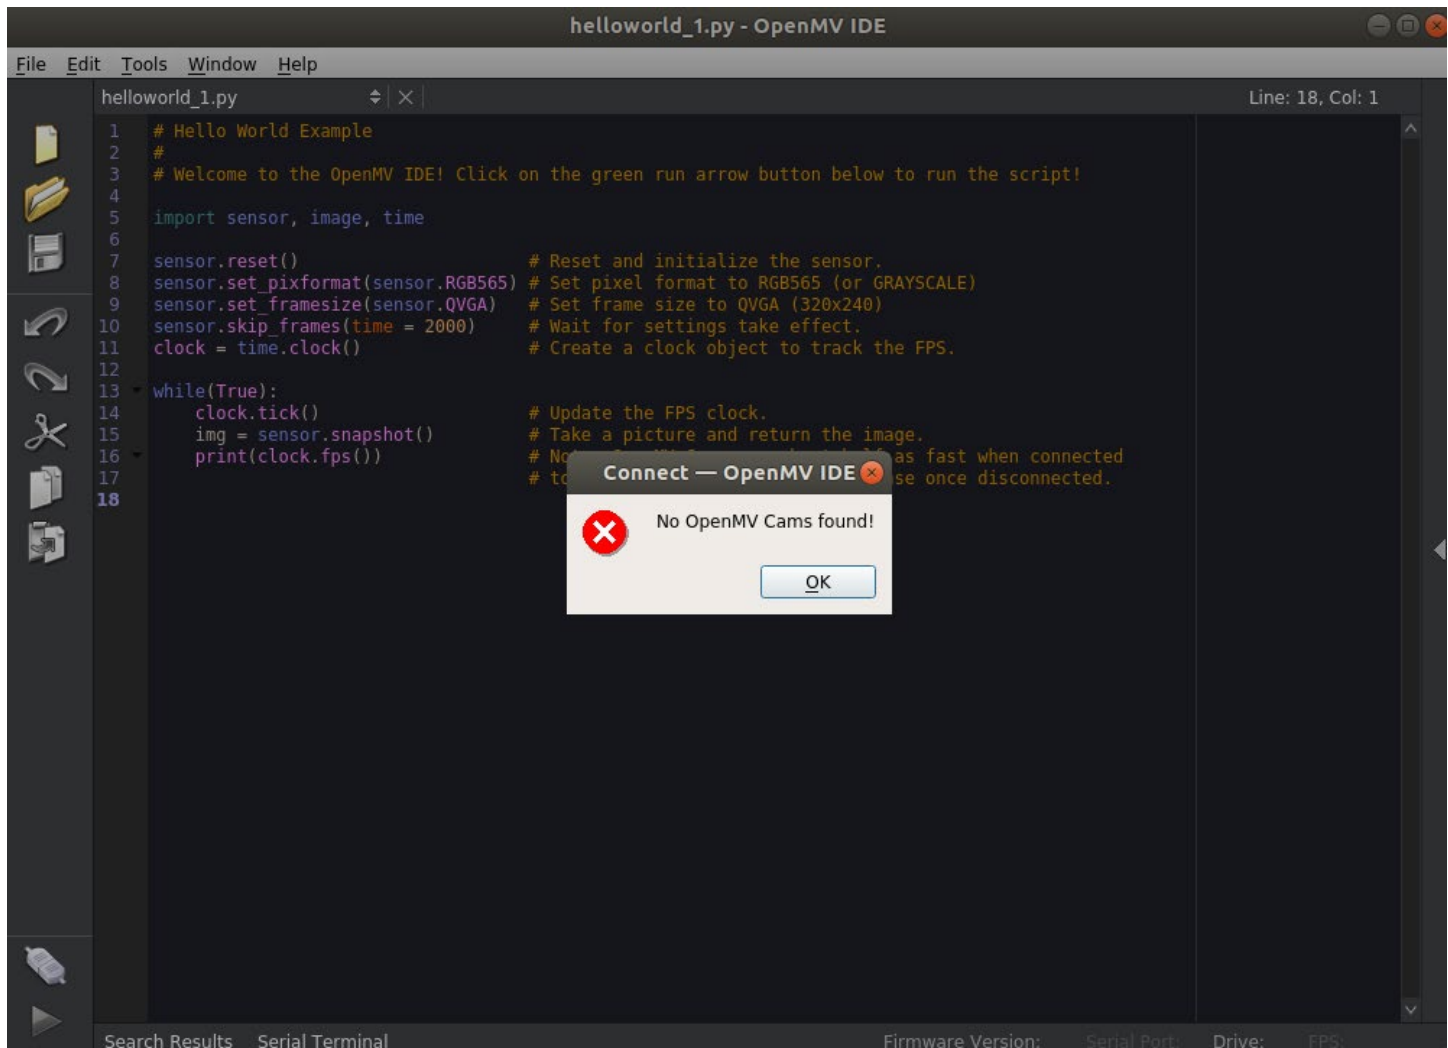 helloworld_1.py - OpenMV IDE
File Edit Tools Window Help
helloworld_1.py Line: 18, Col: 1
1 # Hello World Example
2 #
3 # Welcome to the OpenMV IDE! Click on the green run arrow button below to run the script!
4
5 import sensor, image, time
6
7 sensor.reset() # Reset and initialize the sensor.
8 sensor.set_pixformat(sensor.RGB565) # Set pixel format to RGB565 (or GRAYSCALE)
9 sensor.set_framesize(sensor.QVGA) # Set frame size to QVGA (320x240)
10 sensor.skip_frames(time = 2000) # Wait for settings take effect.
11 clock = time.clock() # Create a clock object to track the FPS.
12
13 while(True):
14 clock.tick() # Update the FPS clock.
15 img = sensor.snapshot() # Take a picture and return the image.
16 print(clock.fps()) # as fast when connected
17 # once disconnected.
18
Connect — OpenMV IDE
No OpenMV Cams found!
OK
Search Results Serial Terminal Firmware Version: Serial Port: Drive: FPS: